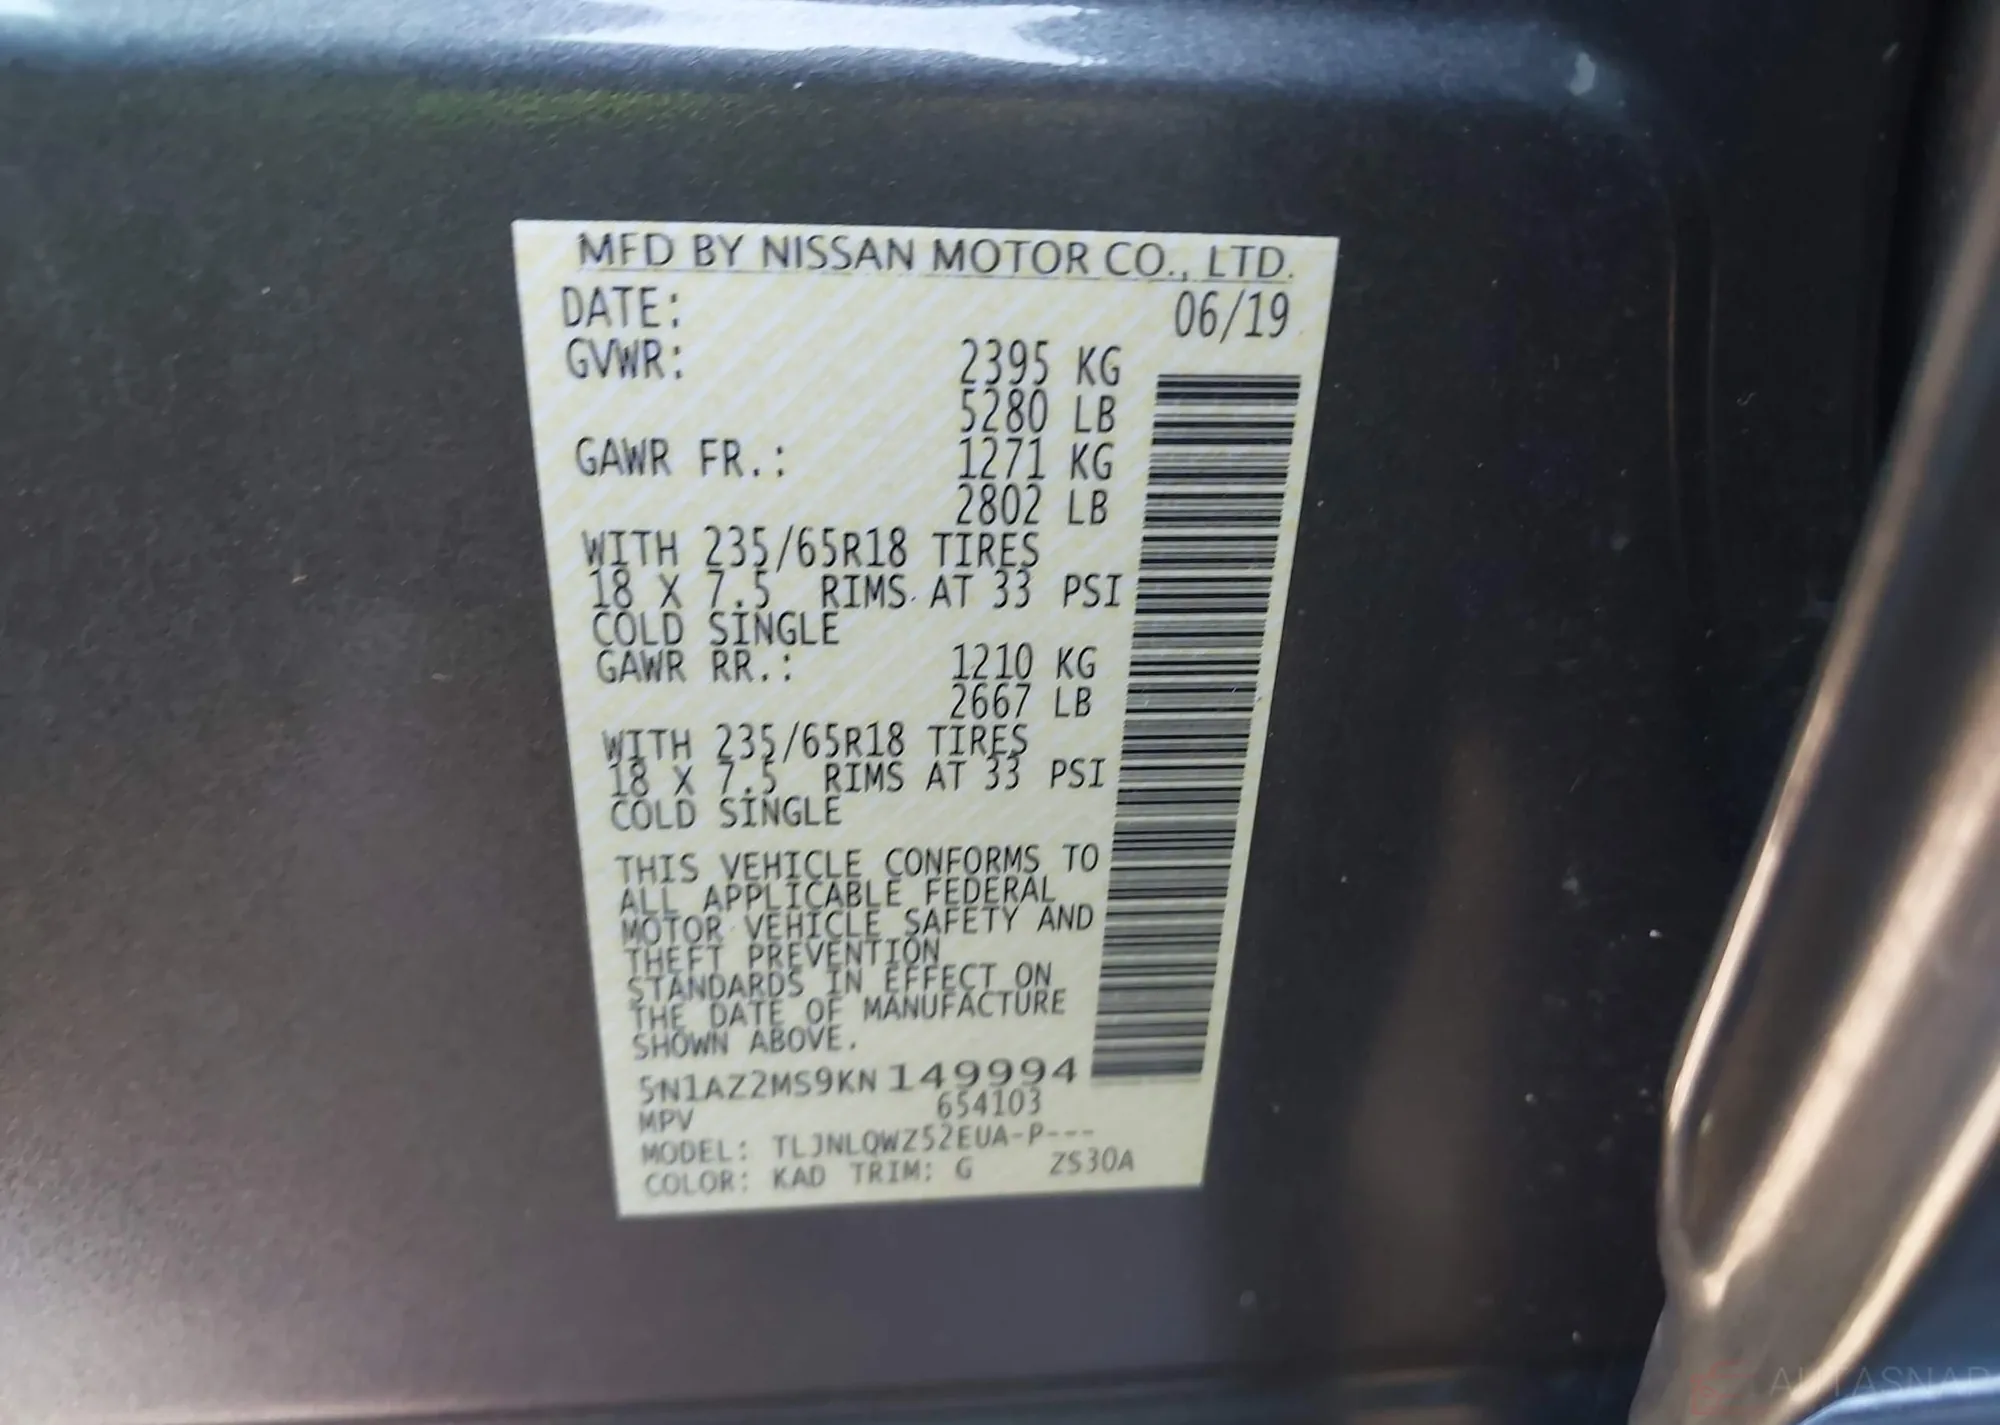 MFD BY NISSAN MOTOR CO., LTD.
DATE: 06/19
GVWR: 2395 KG
5280 LB
GAWR FR.: 1271 KG
2802 LB
WITH 235/65R18 TIRES
18 X 7.5 RIMS AT 33 PSI
COLD SINGLE
GAWR RR.: 1210 KG
2667 LB
WITH 235/65R18 TIRES
18 X 7.5 RIMS AT 33 PSI
COLD SINGLE
THIS VEHICLE CONFORMS TO
ALL APPLICABLE FEDERAL
MOTOR VEHICLE SAFETY AND
THEFT PREVENTION
STANDARDS IN EFFECT ON
THE DATE OF MANUFACTURE
SHOWN ABOVE.
5N1AZ2MS9KN149994
MPV 654103
MODEL: TLJNLQWZ52EUA-P---
COLOR: KAD TRIM: G ZS30A